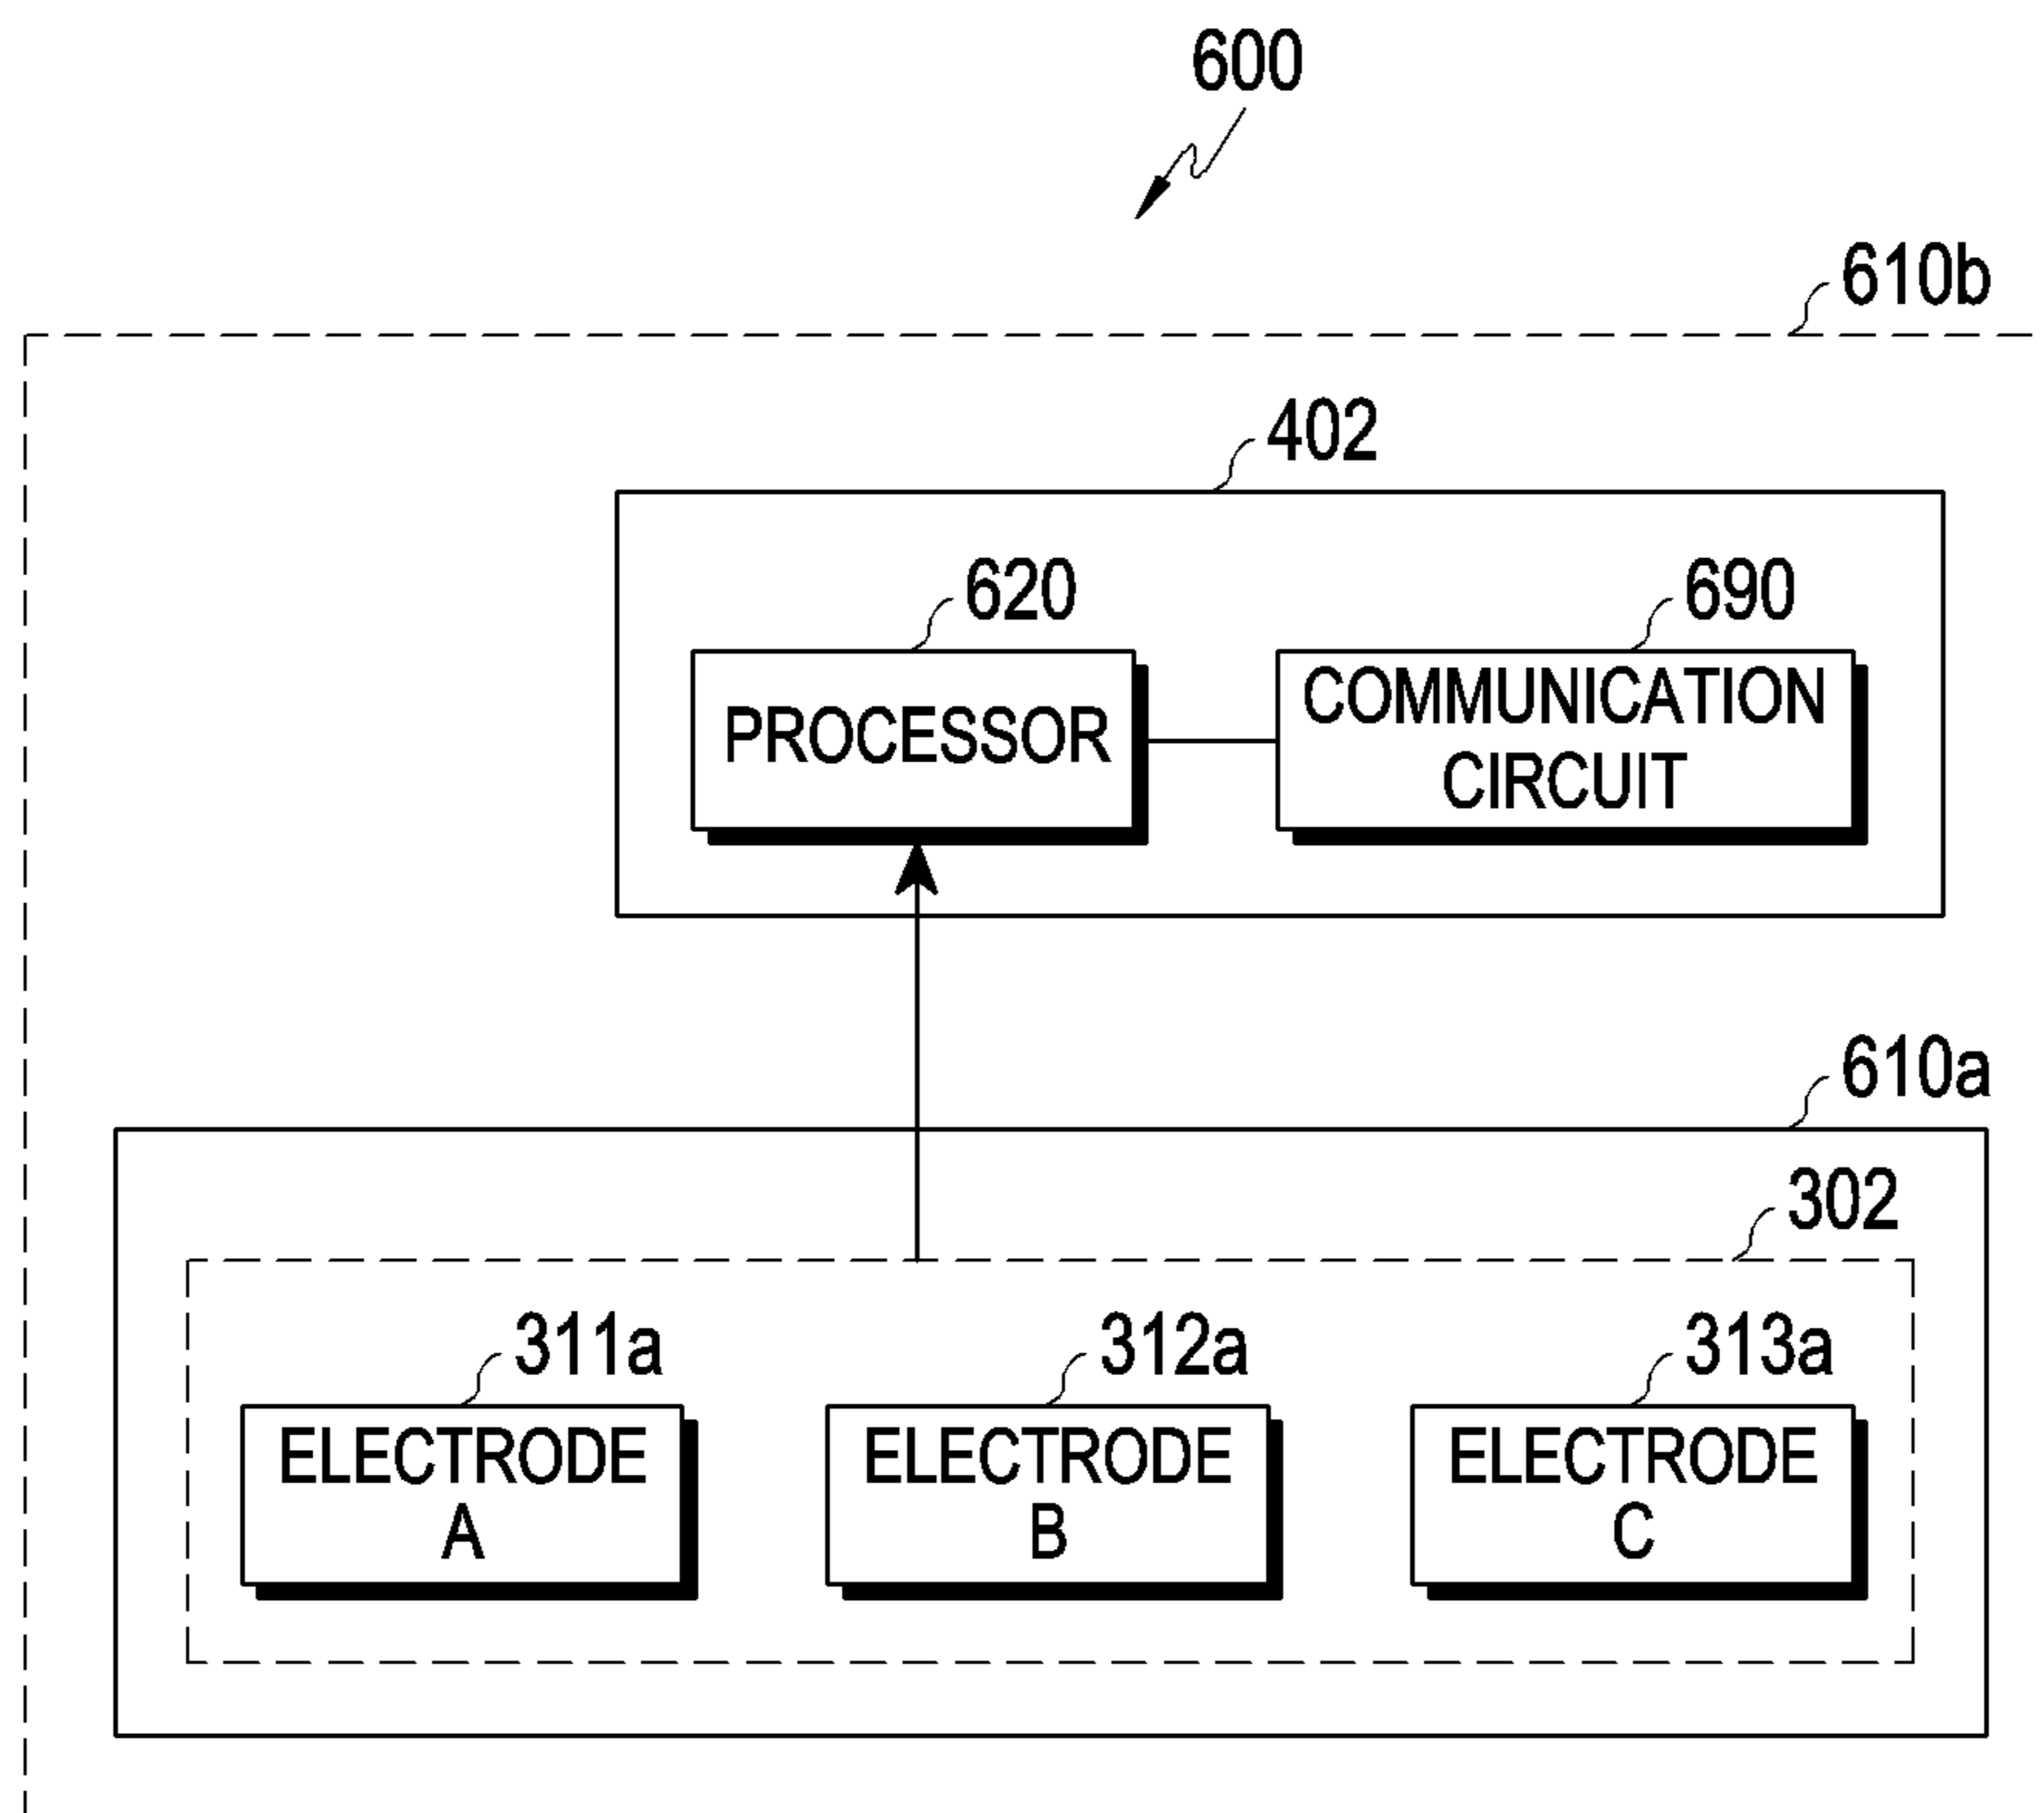 600
610b
402
620
690
PROCESSOR
COMMUNICATION
CIRCUIT
610a
302
311a
312a
313a
ELECTRODE
A
ELECTRODE
B
ELECTRODE
C